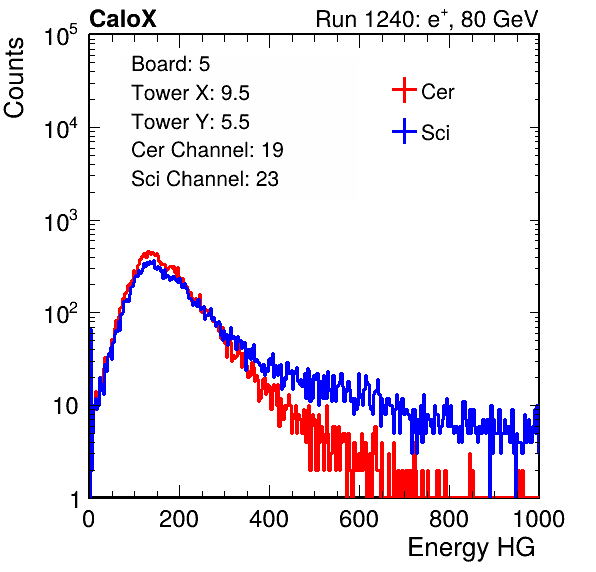 CaloX Run 1240: e⁺, 80 GeV
Board: 5
Tower X: 9.5
Tower Y: 5.5
Cer Channel: 19
Sci Channel: 23
Cer
Sci
Counts
10⁵
10⁴
10³
10²
10
1
0 200 400 600 800 1000
Energy HG